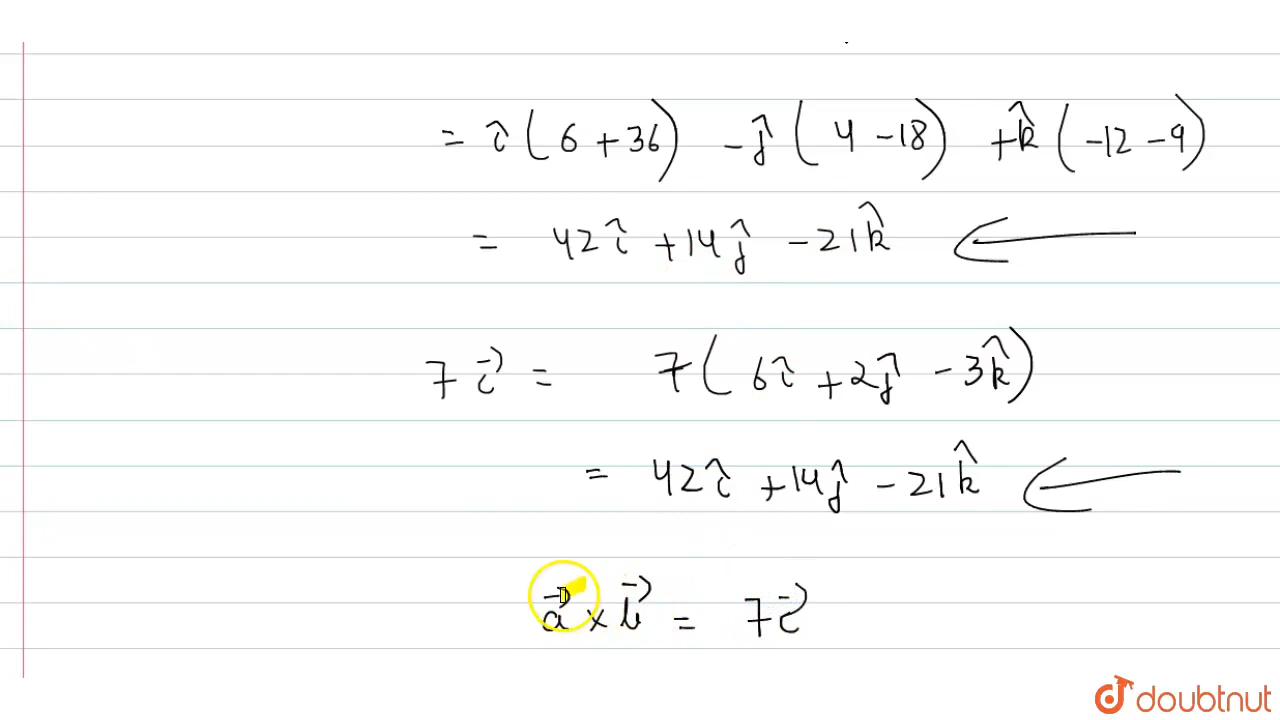 = î (6 + 36) - ĵ (4 - 18) + k̂ (-12 - 9)
= 42î + 14ĵ - 21k̂
7c⃗ = 7(6î + 2ĵ - 3k̂)
= 42î + 14ĵ - 21k̂
a⃗ × b⃗ = 7c⃗
doubtnut